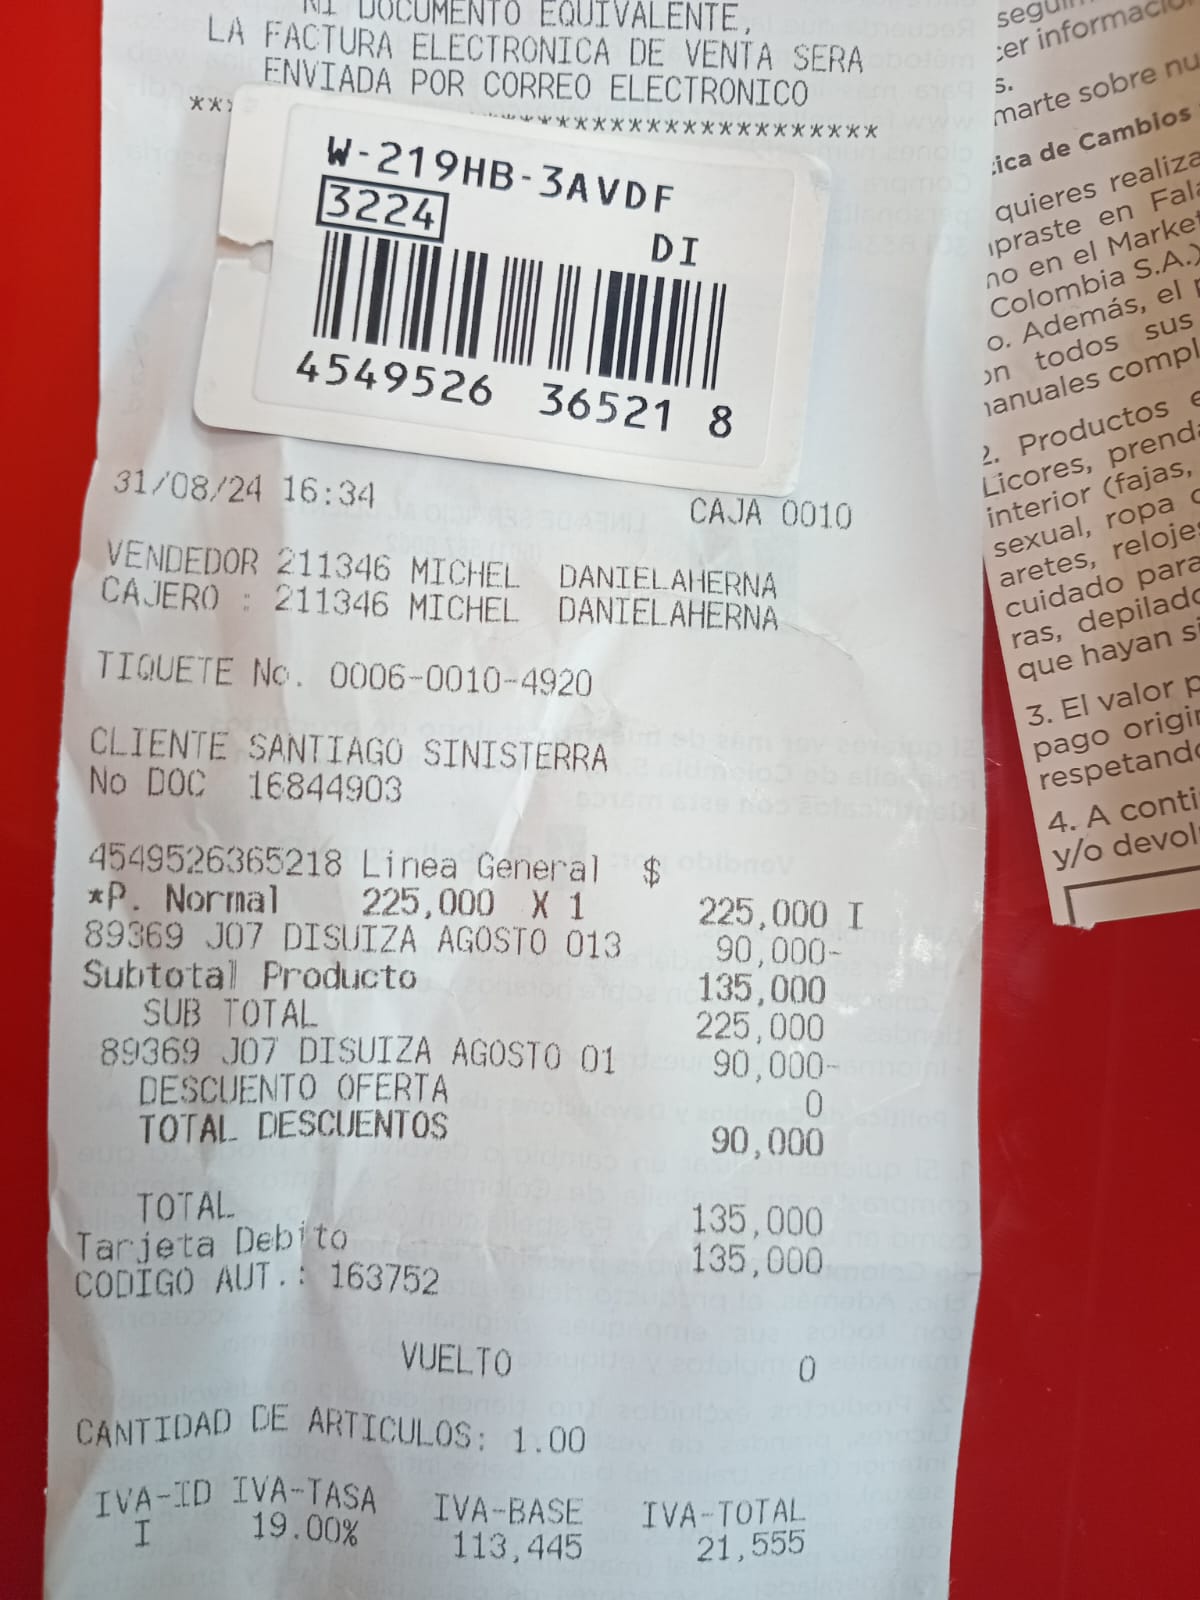 NI DOCUMENTO EQUIVALENTE,
LA FACTURA ELECTRONICA DE VENTA SERA
ENVIADA POR CORREO ELECTRONICO
W-219HB-3AVDF
3224
DI
4549526 36521 8
31/08/24 16:34 CAJA 0010
VENDEDOR 211346 MICHEL DANIELAHERNA
CAJERO : 211346 MICHEL DANIELAHERNA
TIQUETE No. 0006-0010-4920
CLIENTE SANTIAGO SINISTERRA
No DOC 16844903
4549526365218 Linea General $
*P. Normal 225,000 X 1 225,000 I
89369 J07 DISUIZA AGOSTO 013 90,000-
Subtotal Producto 135,000
SUB TOTAL 225,000
89369 J07 DISUIZA AGOSTO 01 90,000-
DESCUENTO OFERTA 0
TOTAL DESCUENTOS 90,000
TOTAL 135,000
Tarjeta Debito 135,000
CODIGO AUT.: 163752
VUELTO 0
CANTIDAD DE ARTICULOS: 1.00
IVA-ID IVA-TASA IVA-BASE IVA-TOTAL
I 19.00% 113,445 21,555
cer informació
s.
marte sobre nu
ica de Cambios
quieres realiza
praste en Fala
no en el Market
Colombia S.A.)
o. Además, el p
on todos sus
anuales compl
2. Productos e
Licores, prenda
interior (fajas,
sexual, ropa
aretes, reloje
cuidado para
ras, depilado
que hayan si
3. El valor p
pago origi
respetando
4. A conti
y/o devol